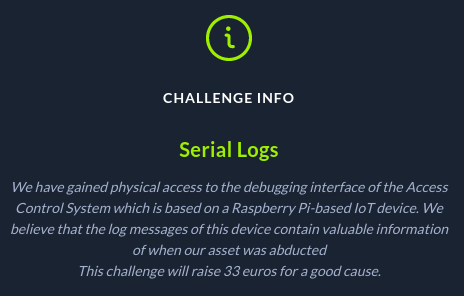 CHALLENGE INFO
Serial Logs
We have gained physical access to the debugging interface of the Access
Control System which is based on a Raspberry Pi-based IoT device. We
believe that the log messages of this device contain valuable information
of when our asset was abducted
This challenge will raise 33 euros for a good cause.